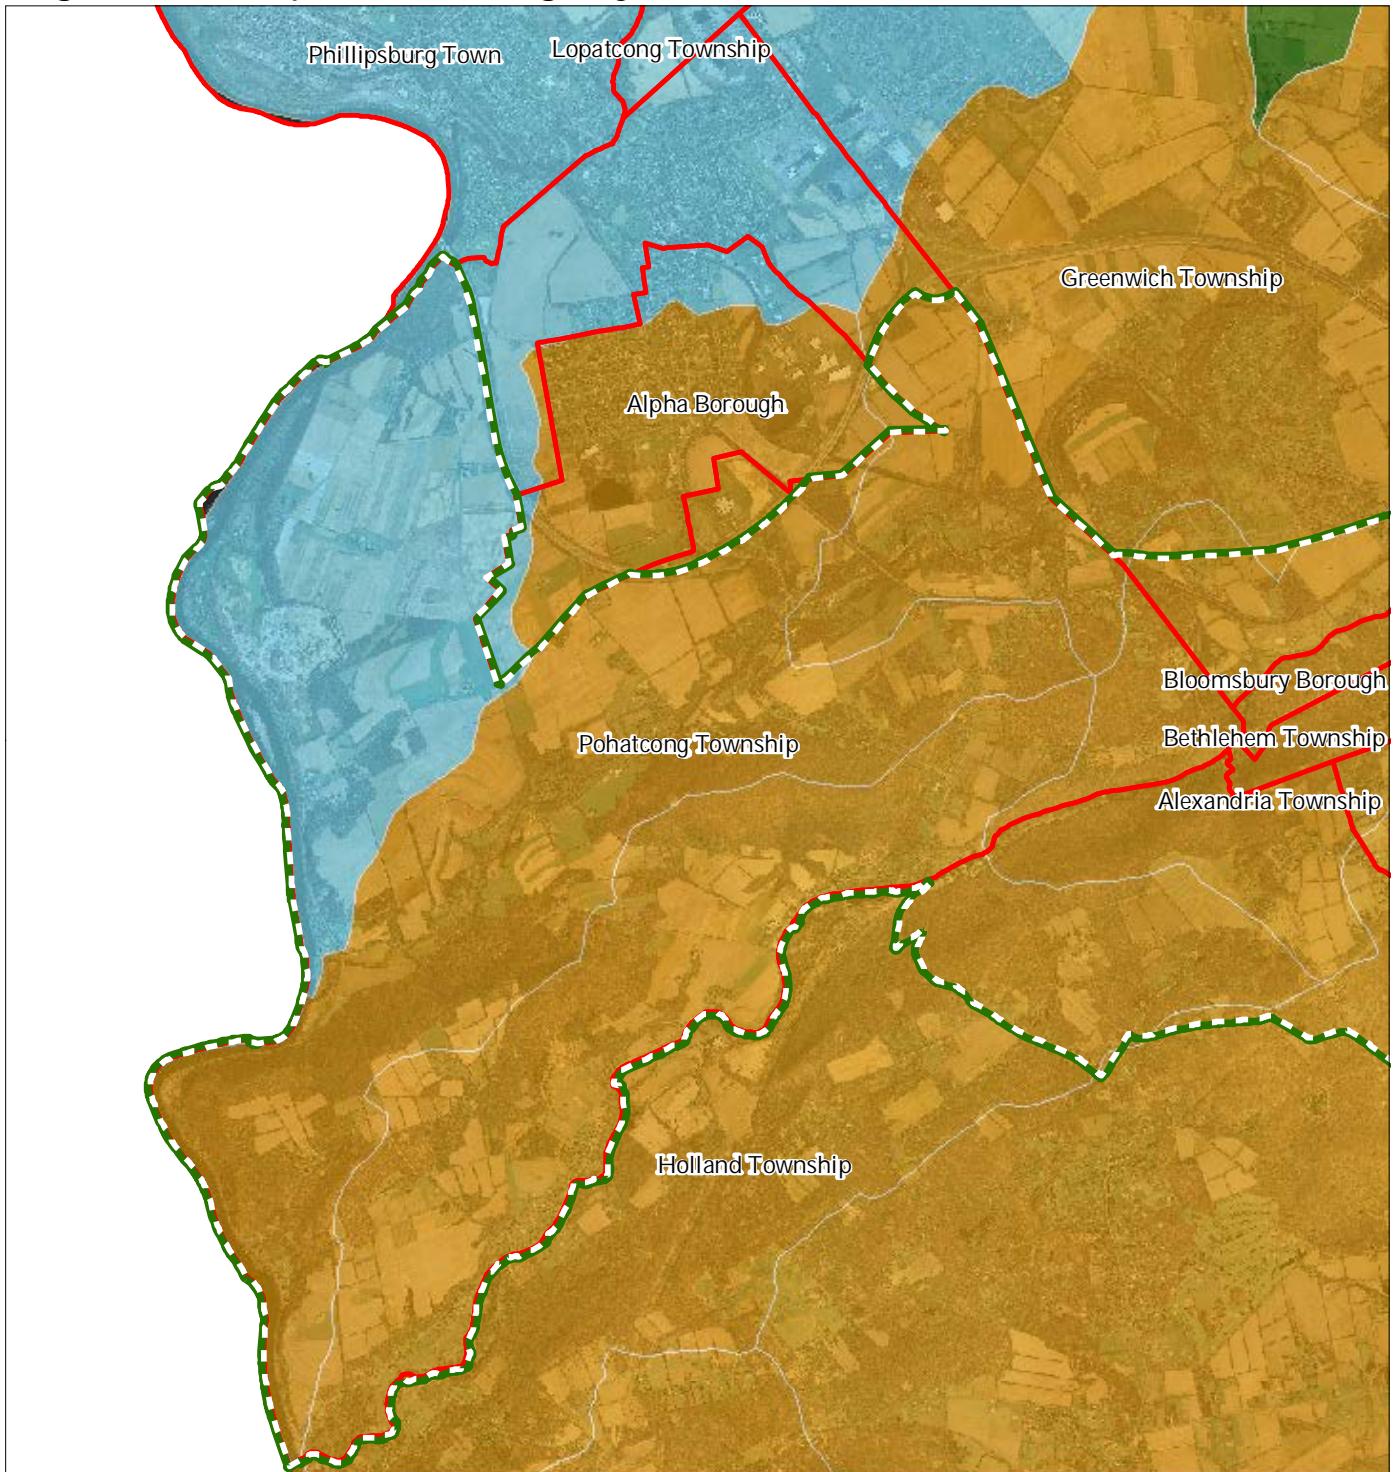 Phillipsburg Town
Lopatcong Township
Greenwich Township
Alpha Borough
Bloomsbury Borough
Pohatcong Township
Bethlehem Township
Alexandria Township
Holland Township